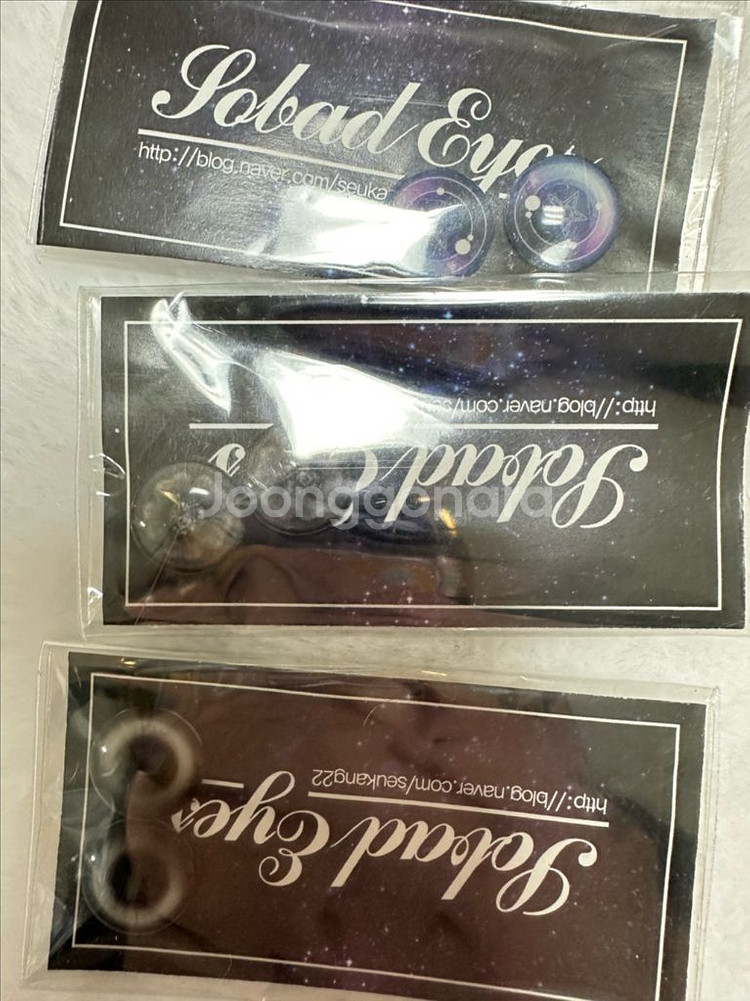 Sobad Eyes
http://blog.naver.com/seuka
http://blog.naver.com/s
Sobad
Joonggonara
http://blog.naver.com/seukang22
Sobad Eyes